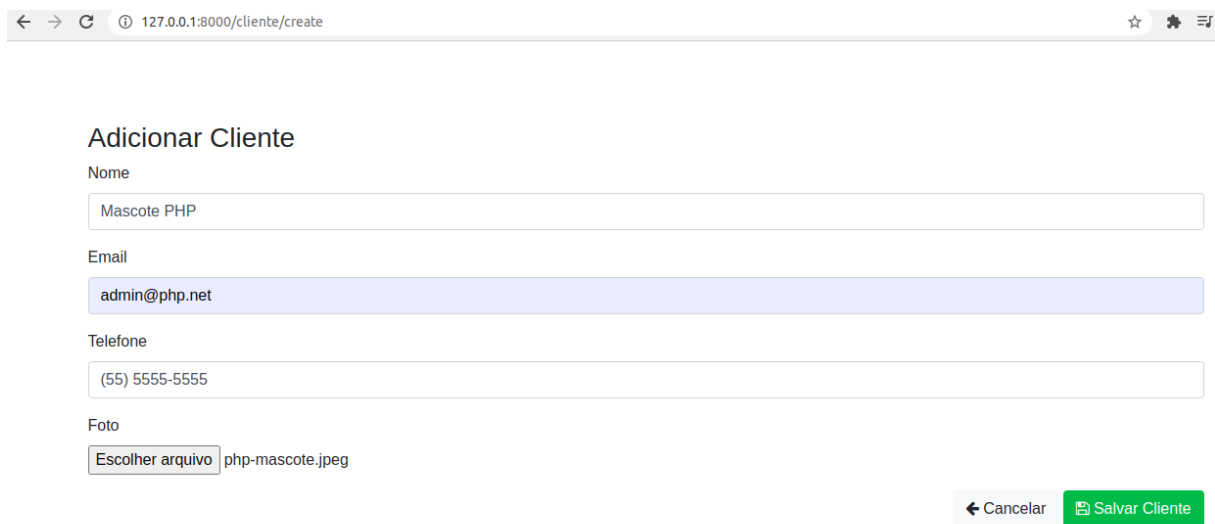 127.0.0.1:8000/cliente/create
Adicionar Cliente
Nome
Mascote PHP
Email
admin@php.net
Telefone
(55) 5555-5555
Foto
Escolher arquivo php-mascote.jpeg
Cancelar Salvar Cliente